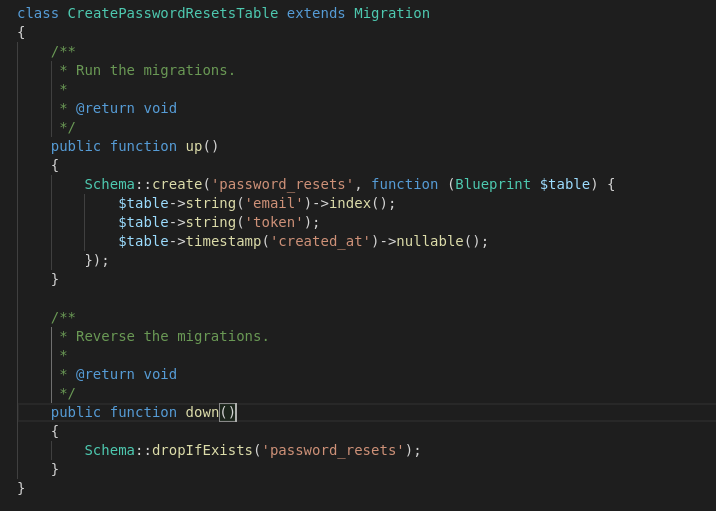 class CreatePasswordResetsTable extends Migration
{
    /**
     * Run the migrations.
     *
     * @return void
     */
    public function up()
    {
        Schema::create('password_resets', function (Blueprint $table) {
            $table->string('email')->index();
            $table->string('token');
            $table->timestamp('created_at')->nullable();
        });
    }

    /**
     * Reverse the migrations.
     *
     * @return void
     */
    public function down()
    {
        Schema::dropIfExists('password_resets');
    }
}